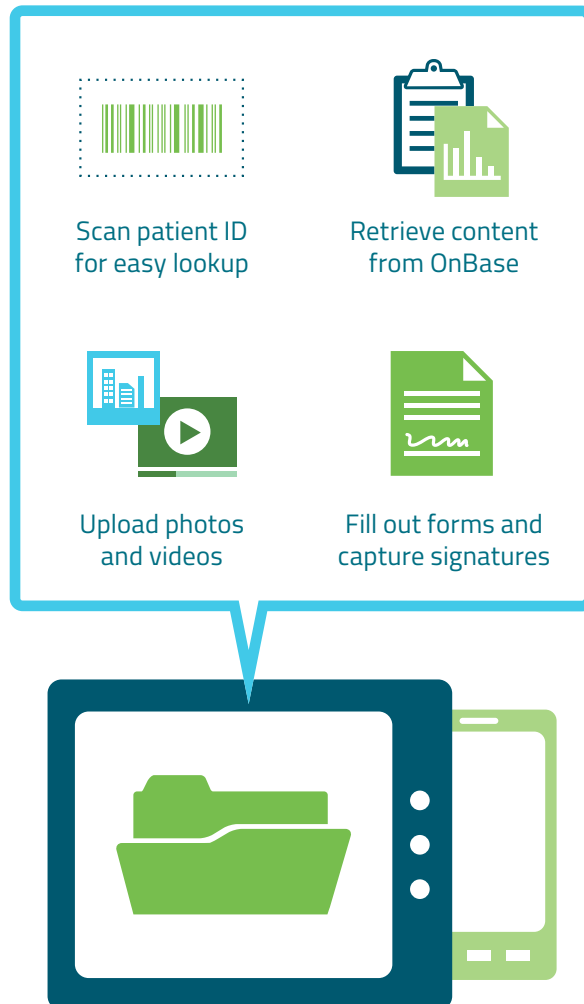 Scan patient ID
for easy lookup
Retrieve content
from OnBase
Upload photos
and videos
Fill out forms and
capture signatures